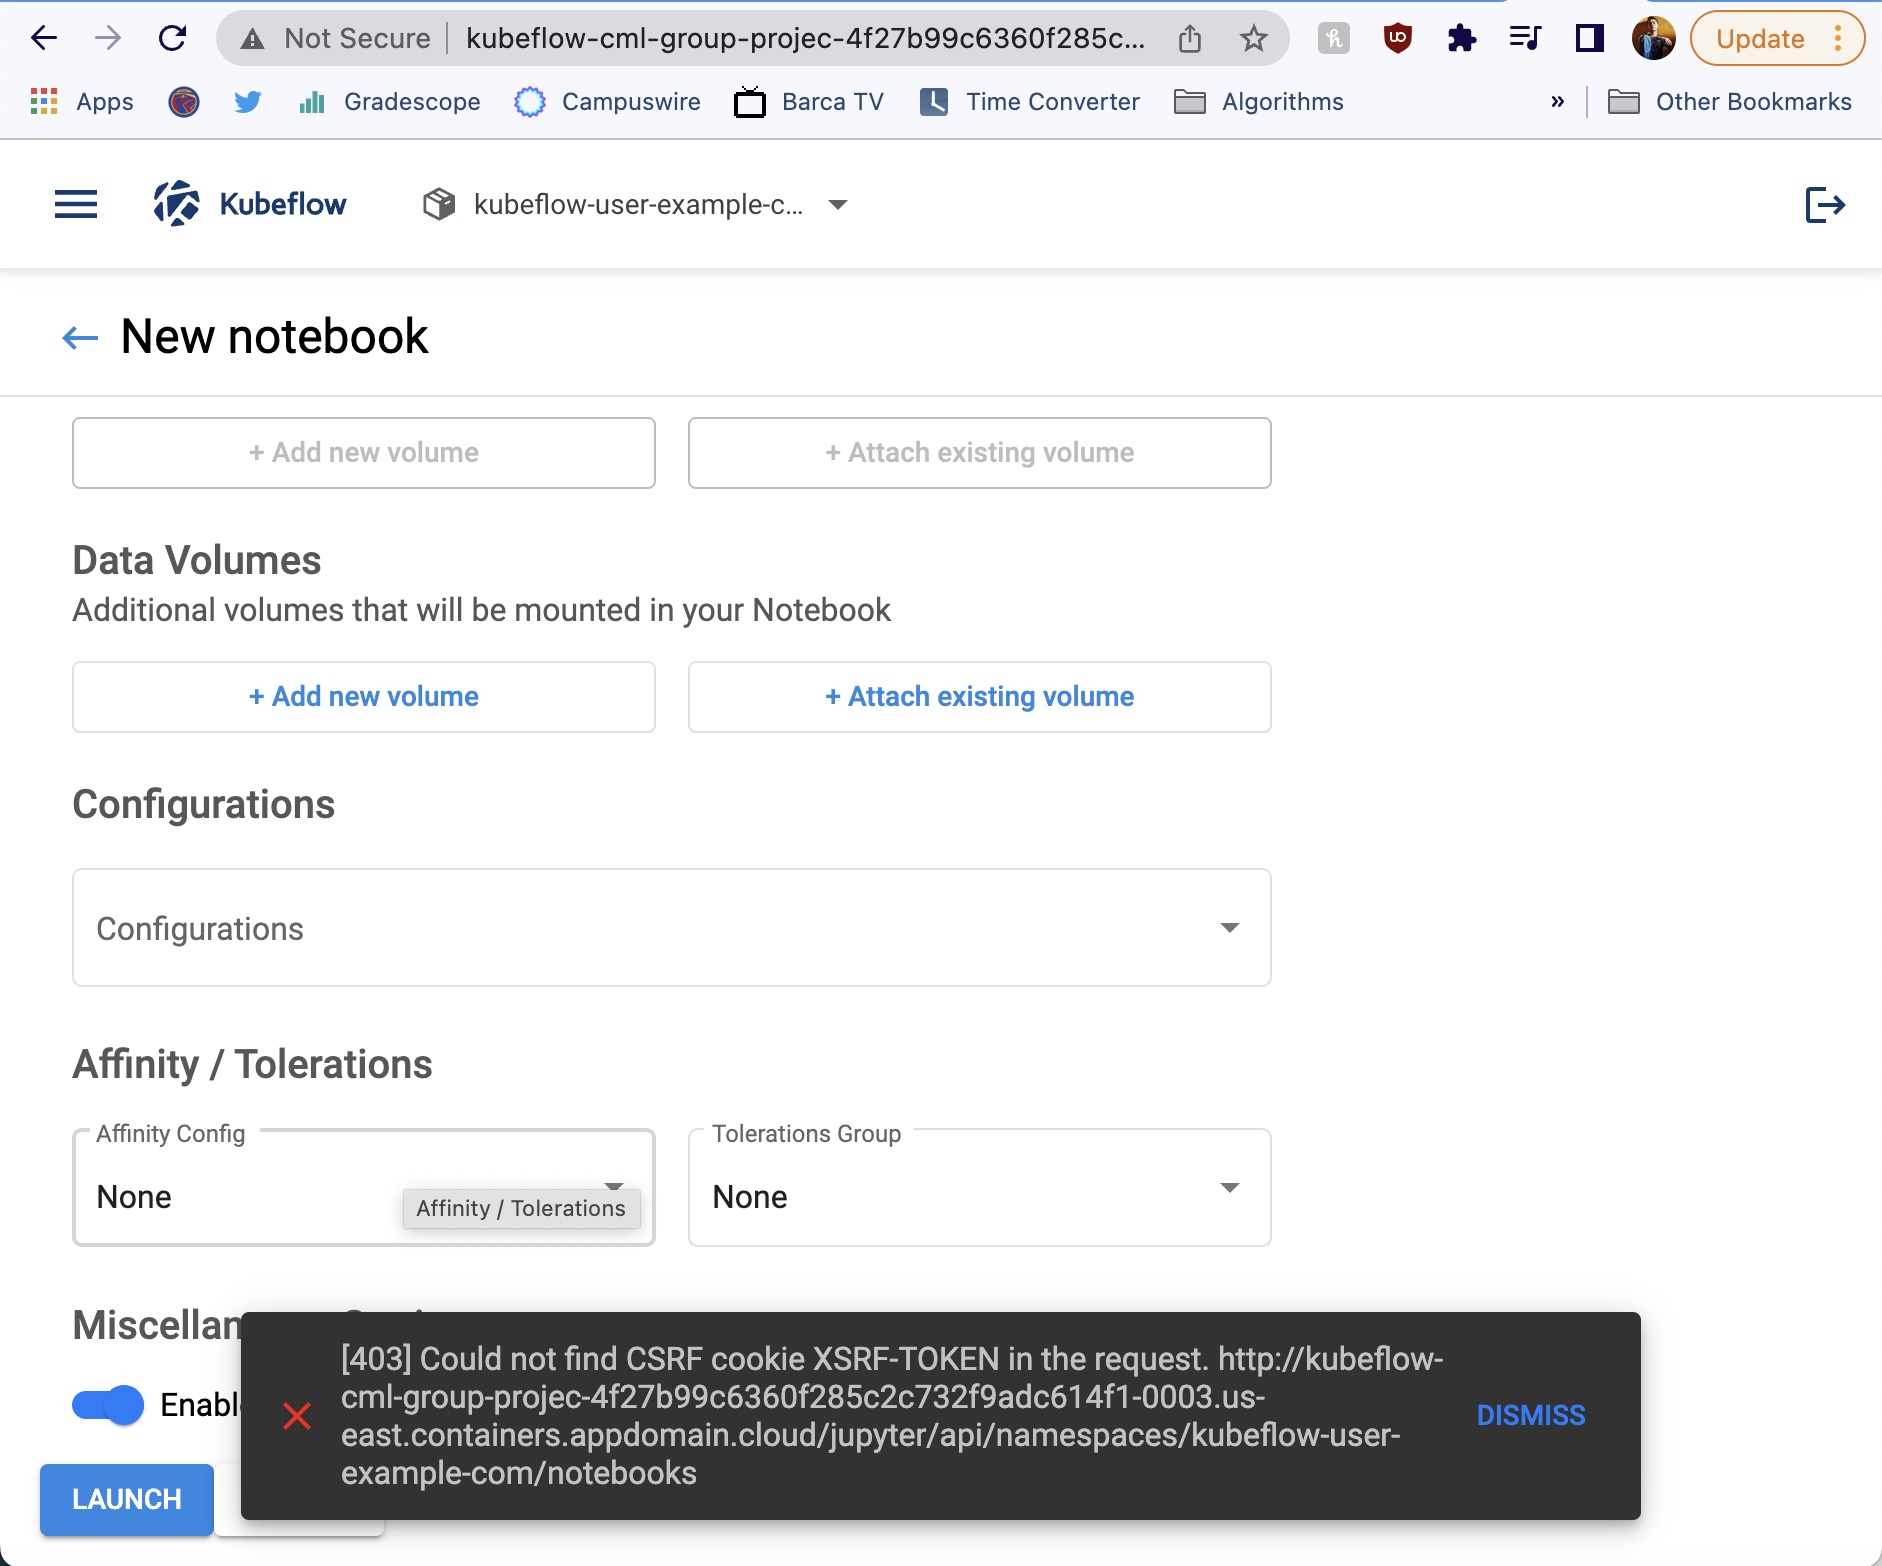 Not Secure kubeflow-cml-group-projec-4f27b99c6360f285c...
Update
Apps Gradescope Campuswire Barca TV Time Converter Algorithms » Other Bookmarks
Kubeflow kubeflow-user-example-c...
New notebook
+ Add new volume + Attach existing volume
Data Volumes
Additional volumes that will be mounted in your Notebook
+ Add new volume + Attach existing volume
Configurations
Configurations
Affinity / Tolerations
Affinity Config Tolerations Group
None None
Affinity / Tolerations
Miscellan
Enabl
[403] Could not find CSRF cookie XSRF-TOKEN in the request. http://kubeflow-
cml-group-projec-4f27b99c6360f285c2c732f9adc614f1-0003.us-
east.containers.appdomain.cloud/jupyter/api/namespaces/kubeflow-user-
example-com/notebooks
DISMISS
LAUNCH